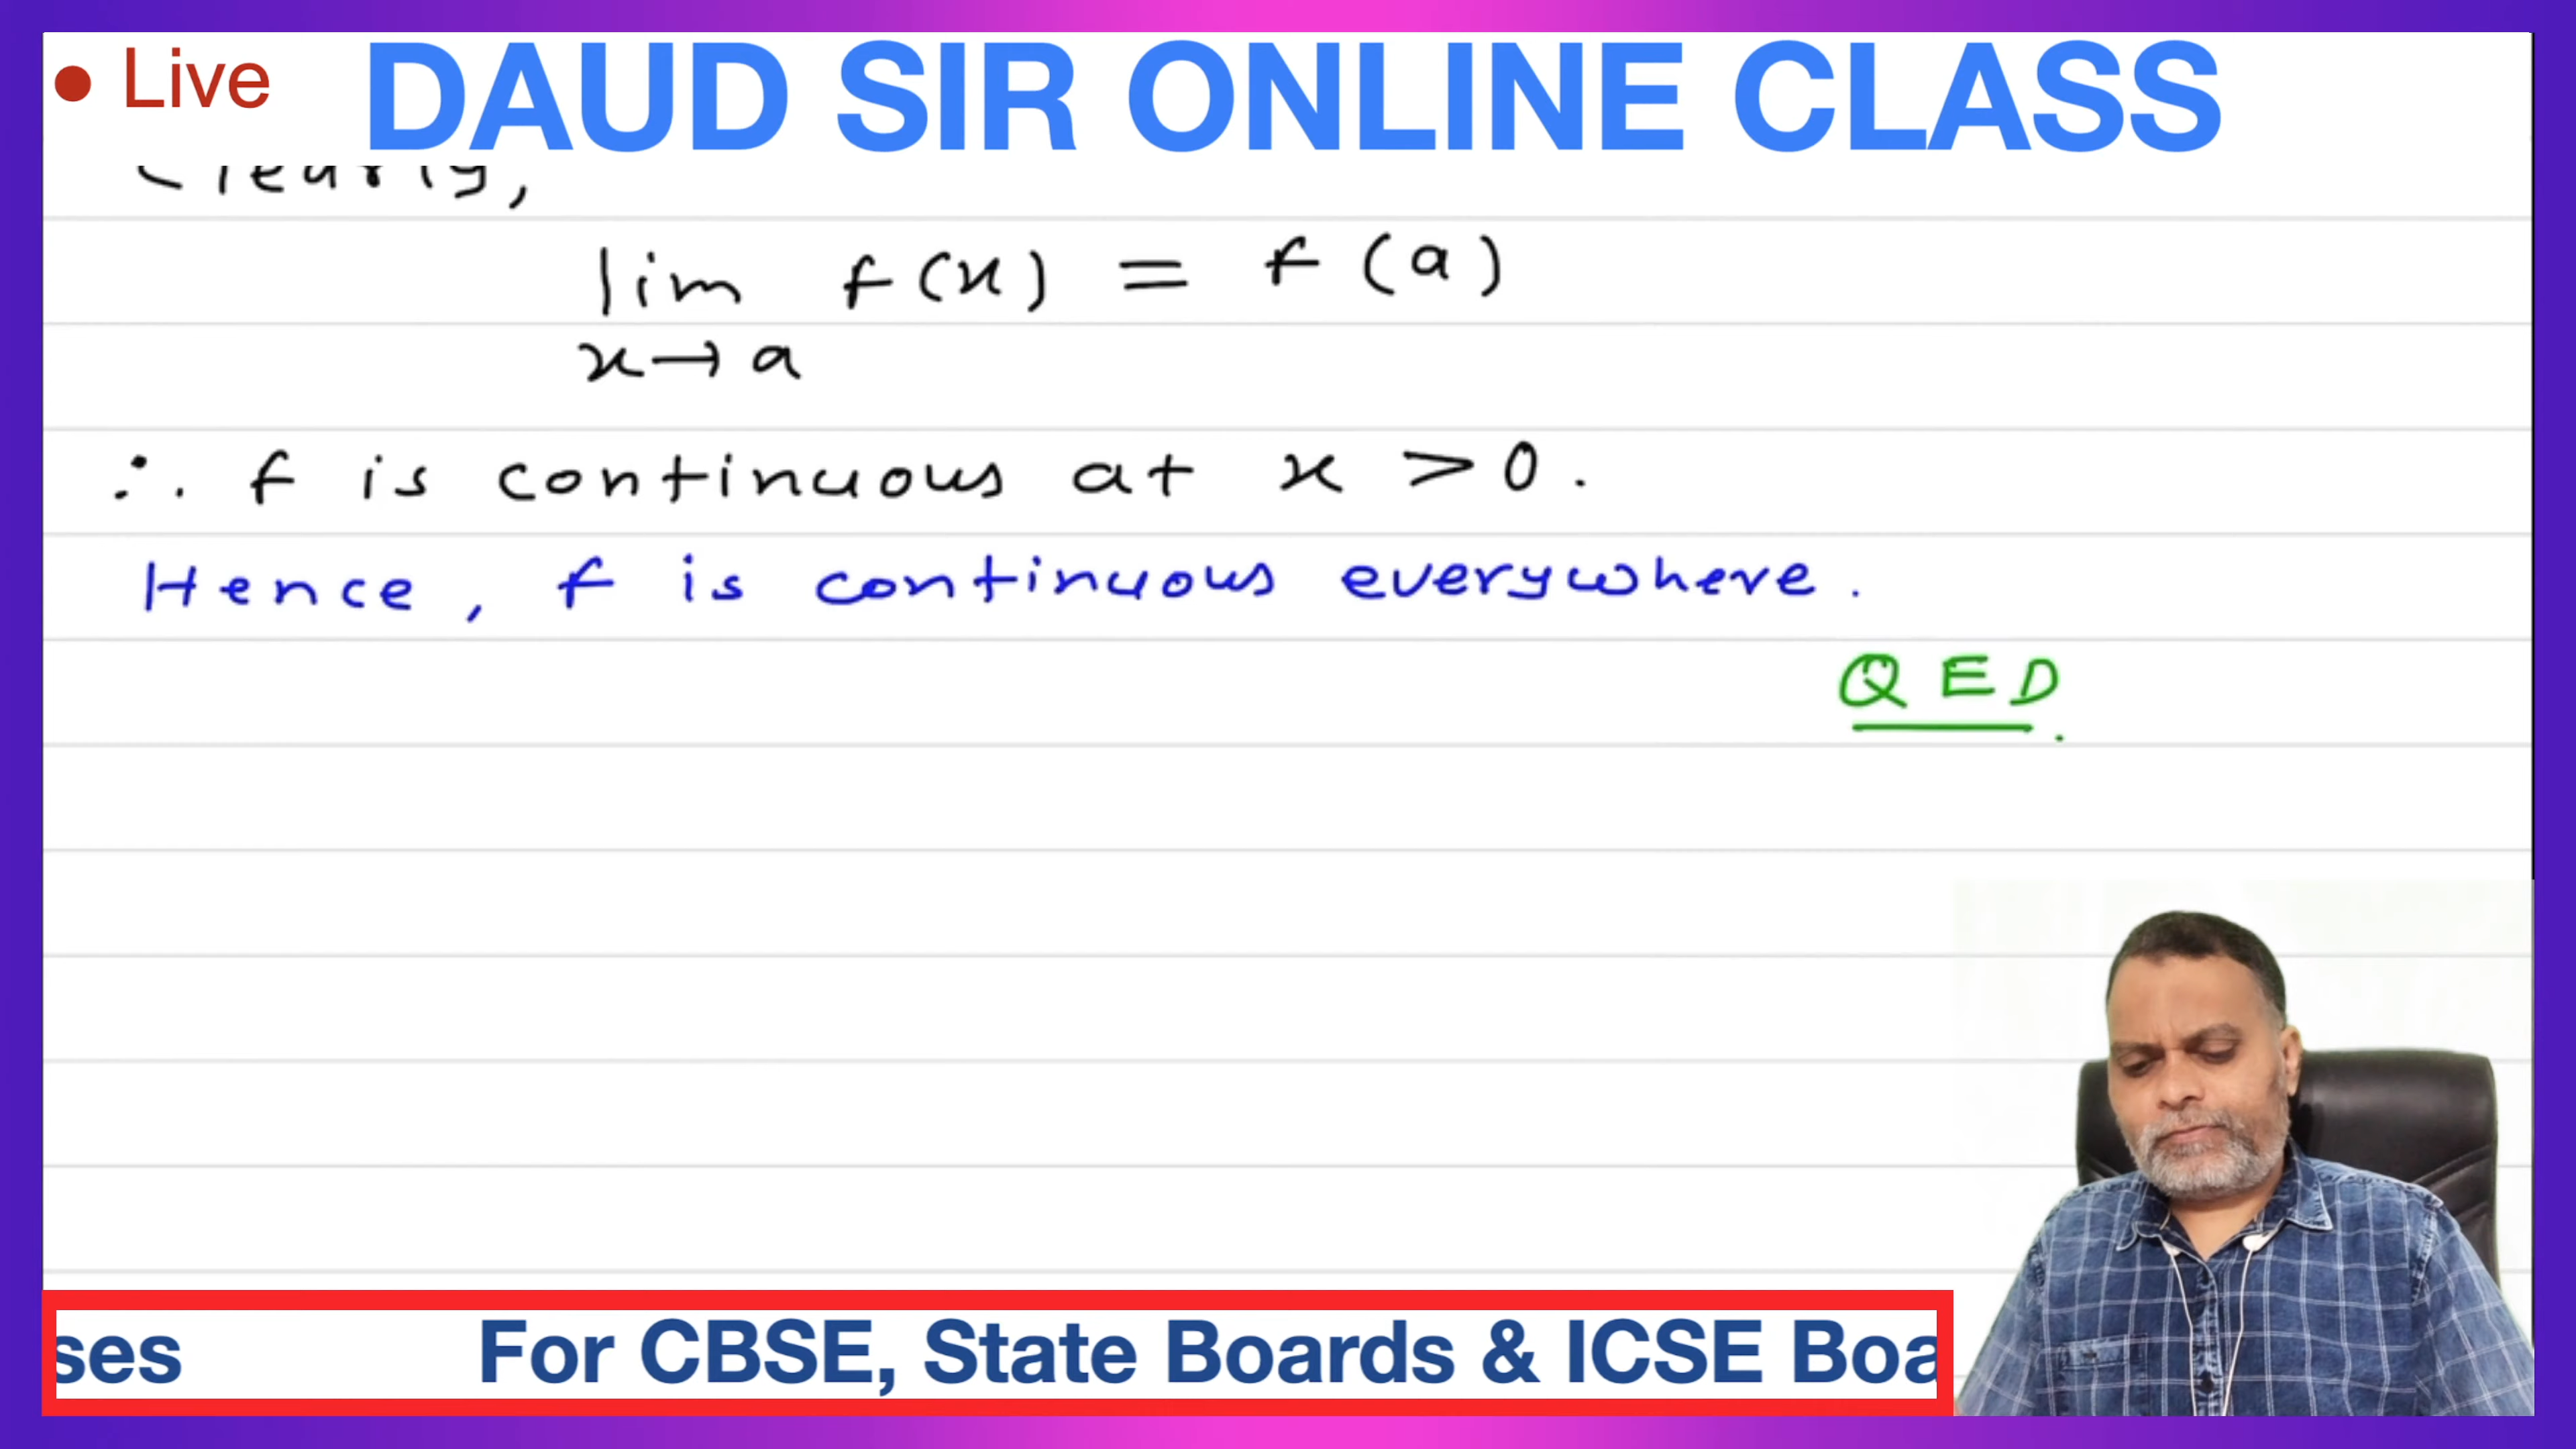 • Live DAUD SIR ONLINE CLASS
Clearly,
lim f(x) = f(a)
x→a
∴ f is continuous at x > 0.
Hence, f is continuous everywhere.
QED.
ses For CBSE, State Boards & ICSE Boa